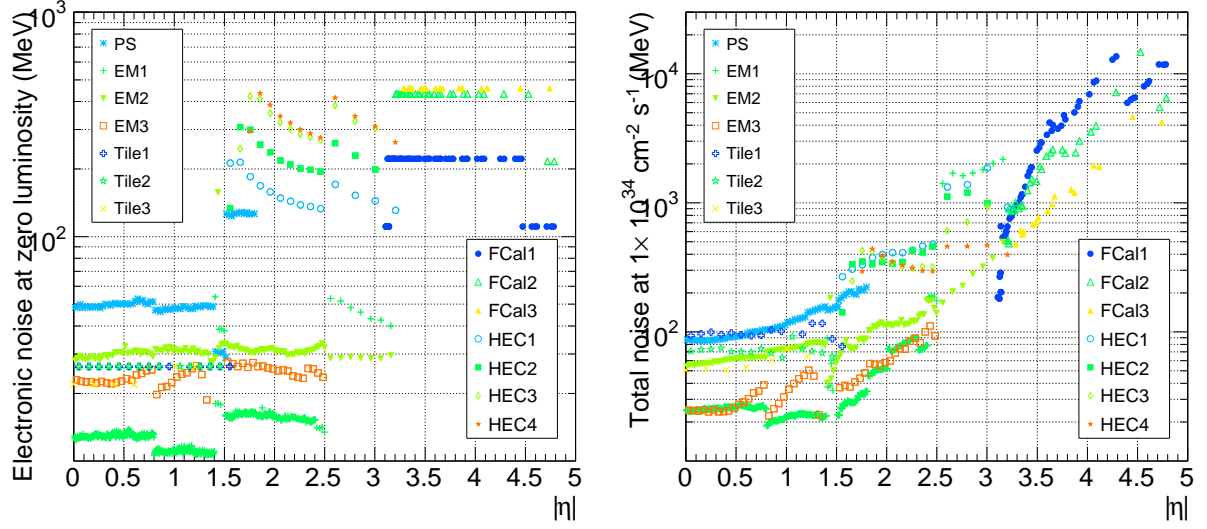 Electronic noise at zero luminosity (MeV)
10³
10²
PS
EM1
EM2
EM3
Tile1
Tile2
Tile3
FCal1
FCal2
FCal3
HEC1
HEC2
HEC3
HEC4
0 0.5 1 1.5 2 2.5 3 3.5 4 4.5 5
|η|
Total noise at 1× 10³⁴ cm⁻² s⁻¹ (MeV)
10⁴
10³
10²
10
PS
EM1
EM2
EM3
Tile1
Tile2
Tile3
FCal1
FCal2
FCal3
HEC1
HEC2
HEC3
HEC4
0 0.5 1 1.5 2 2.5 3 3.5 4 4.5 5
|η|